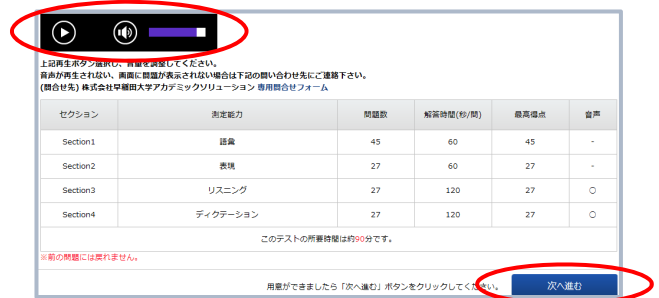 上記再生ボタン選択し、音量を調整してください。
音声が再生されない、画面に問題が表示されない場合は下記の問い合わせ先にご連絡下さい。
(問合せ先) 株式会社早稲田大学アカデミックソリューション 専用問合せフォーム
セクション 測定能力 問題数 解答時間(秒/問) 最高得点 音声
Section1 語彙 45 60 45 -
Section2 表現 27 60 27 -
Section3 リスニング 27 120 27 ○
Section4 ディクテーション 27 120 27 ○
このテストの所要時間は約90分です。
※前の問題には戻れません。
用意ができましたら「次へ進む」ボタンをクリックしてください。 次へ進む